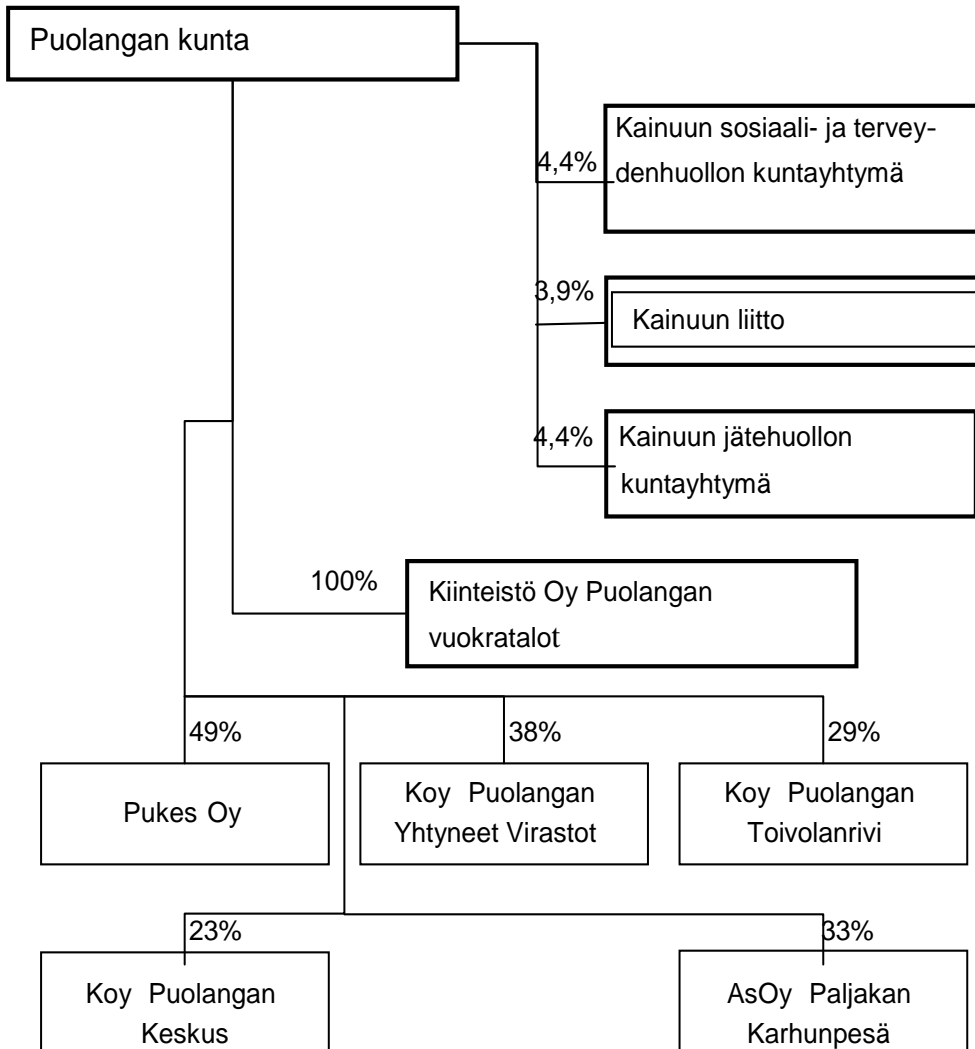 Puolangan kunta
Kainuun sosiaali- ja tervey-
4,4%
denhuollon kuntayhtymä
3,9%
Kainuun liitto
4,4%
Kainuun jätehuollon
kuntayhtymä
100%
Kiinteistö Oy Puolangan
vuokratalot
49%
38%
29%
Pukes Oy
Koy Puolangan
Yhtyneet Virastot
Koy Puolangan
Toivolanrivi
23%
33%
Koy Puolangan
Keskus
AsOy Paljakan
Karhunpesä